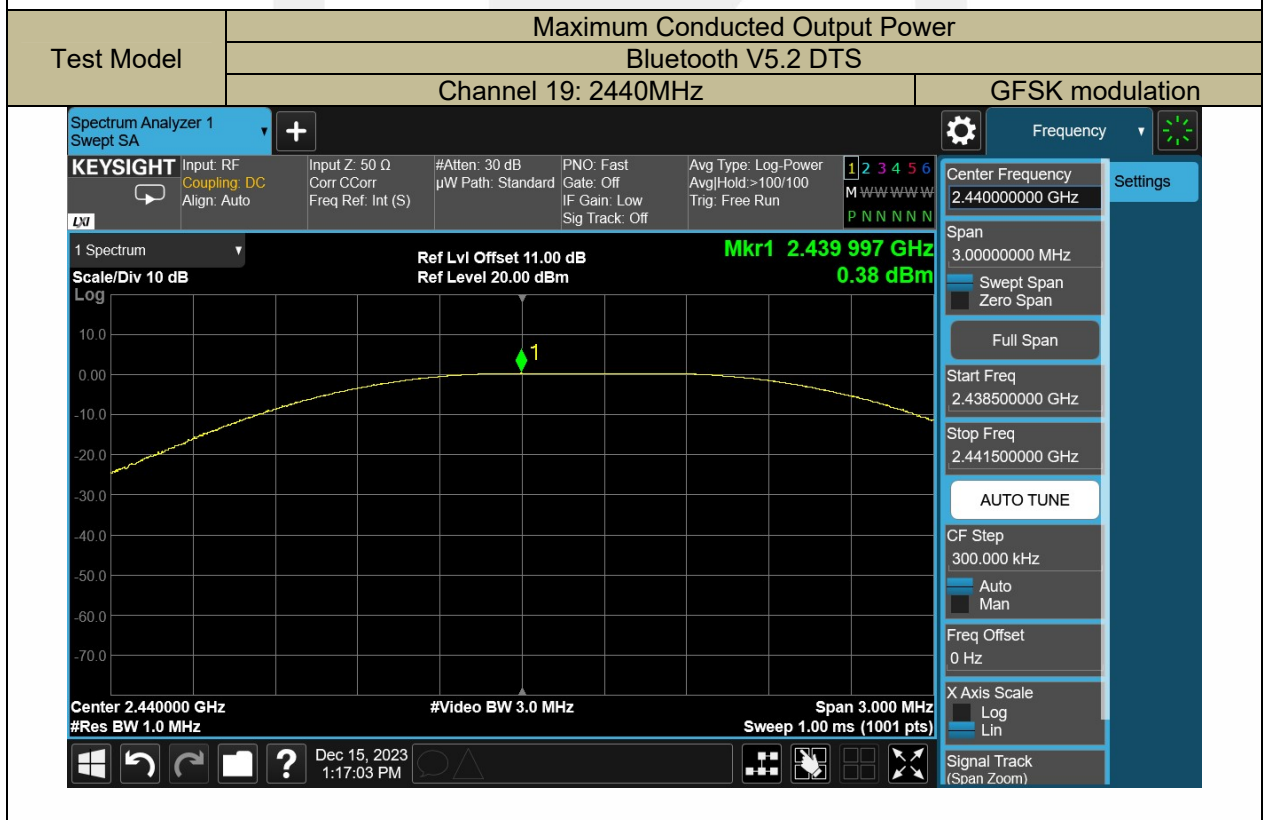 Test Model
Maximum Conducted Output Power
Bluetooth V5.2 DTS
Channel 19: 2440MHz
GFSK modulation
Spectrum Analyzer 1
Swept SA
Frequency
KEYSIGHT
LXI
Input: RF
Coupling: DC
Align: Auto
Input Z: 50 Ω
Corr CCorr
Freq Ref: Int (S)
#Atten: 30 dB
µW Path: Standard
PNO: Fast
Gate: Off
IF Gain: Low
Sig Track: Off
Avg Type: Log-Power
Avg|Hold:>100/100
Trig: Free Run
1 2 3 4 5 6
M W W W W W
P N N N N N
1 Spectrum
Scale/Div 10 dB
Log
Ref Lvl Offset 11.00 dB
Ref Level 20.00 dBm
Mkr1 2.439 997 GHz
0.38 dBm
1
10.0
0.00
-10.0
-20.0
-30.0
-40.0
-50.0
-60.0
-70.0
Center 2.440000 GHz
#Res BW 1.0 MHz
#Video BW 3.0 MHz
Span 3.000 MHz
Sweep 1.00 ms (1001 pts)
Dec 15, 2023
1:17:03 PM
Center Frequency
2.440000000 GHz
Span
3.00000000 MHz
Swept Span
Zero Span
Full Span
Start Freq
2.438500000 GHz
Stop Freq
2.441500000 GHz
AUTO TUNE
CF Step
300.000 kHz
Auto
Man
Freq Offset
0 Hz
X Axis Scale
Log
Lin
Signal Track
(Span Zoom)
Settings